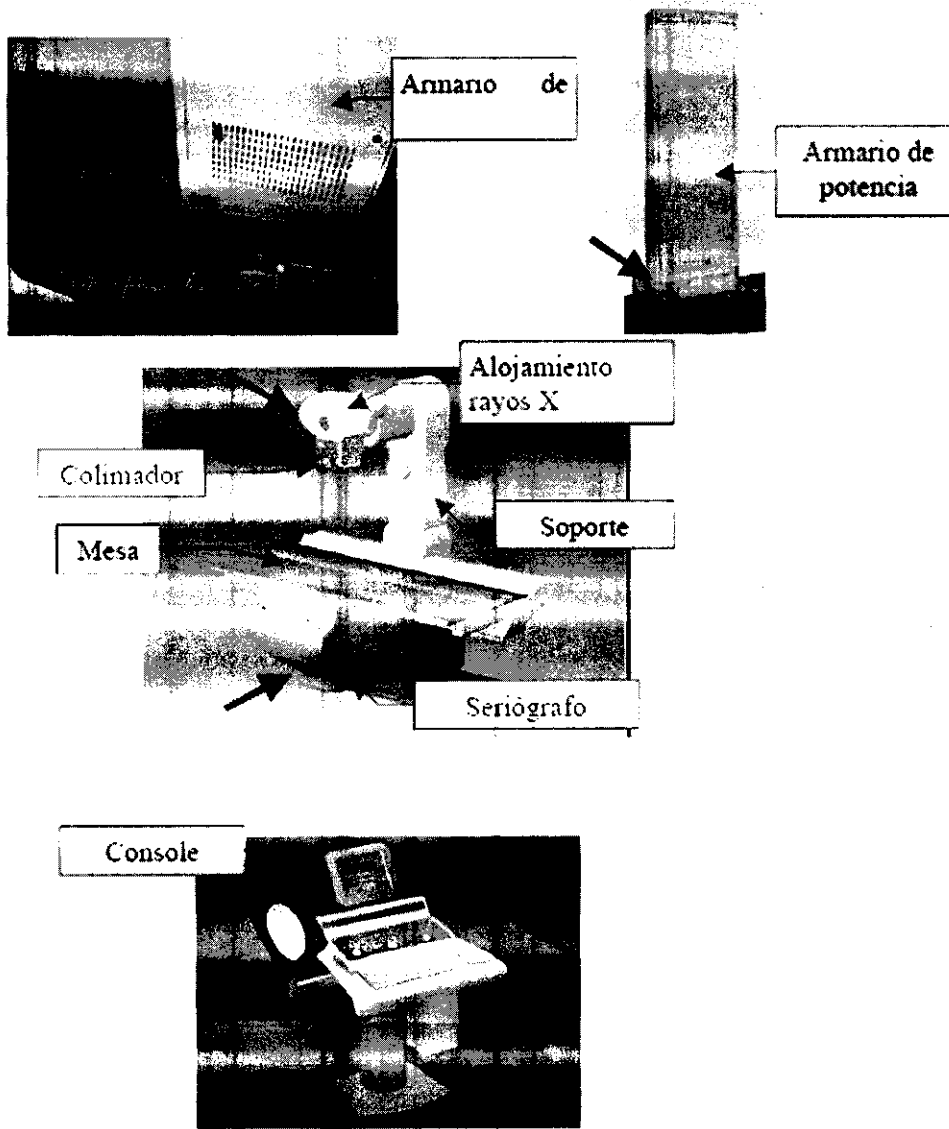 Armario de
Armario de
potencia
Alojamiento
rayos X
Colimador
Soporte
Mesa
Seriógrafo
Console